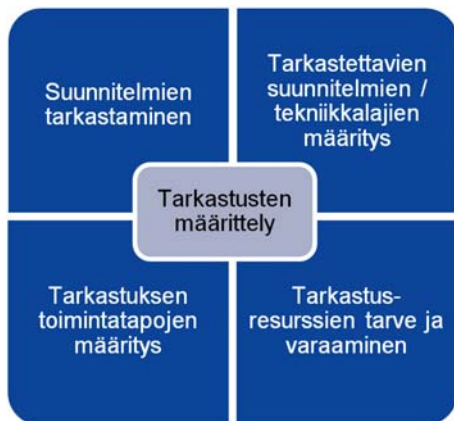 Suunnitelmien
tarkastaminen
Tarkastettavien
suunnitelmien /
tekniikkalajien
määritys
Tarkastusten
määrittely
Tarkastuksen
toimintatapojen
määritys
Tarkastus-
resurssien tarve ja
varaaminen